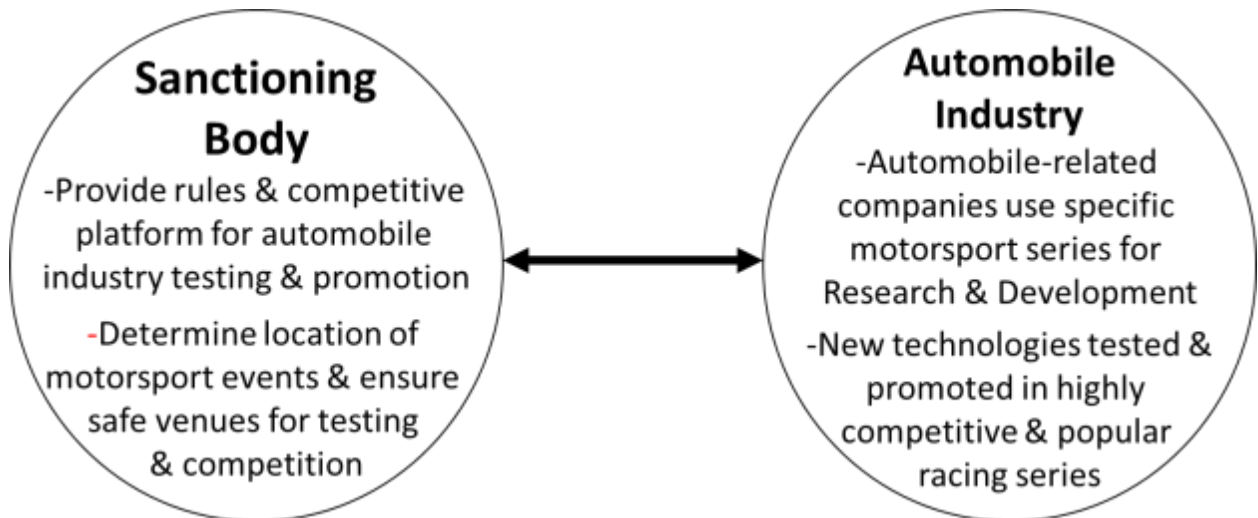 Sanctioning
Body
-Provide rules & competitive
platform for automobile
industry testing & promotion
-Determine location of
motorsport events & ensure
safe venues for testing
& competition
Automobile
Industry
-Automobile-related
companies use specific
motorsport series for
Research & Development
-New technologies tested &
promoted in highly
competitive & popular
racing series